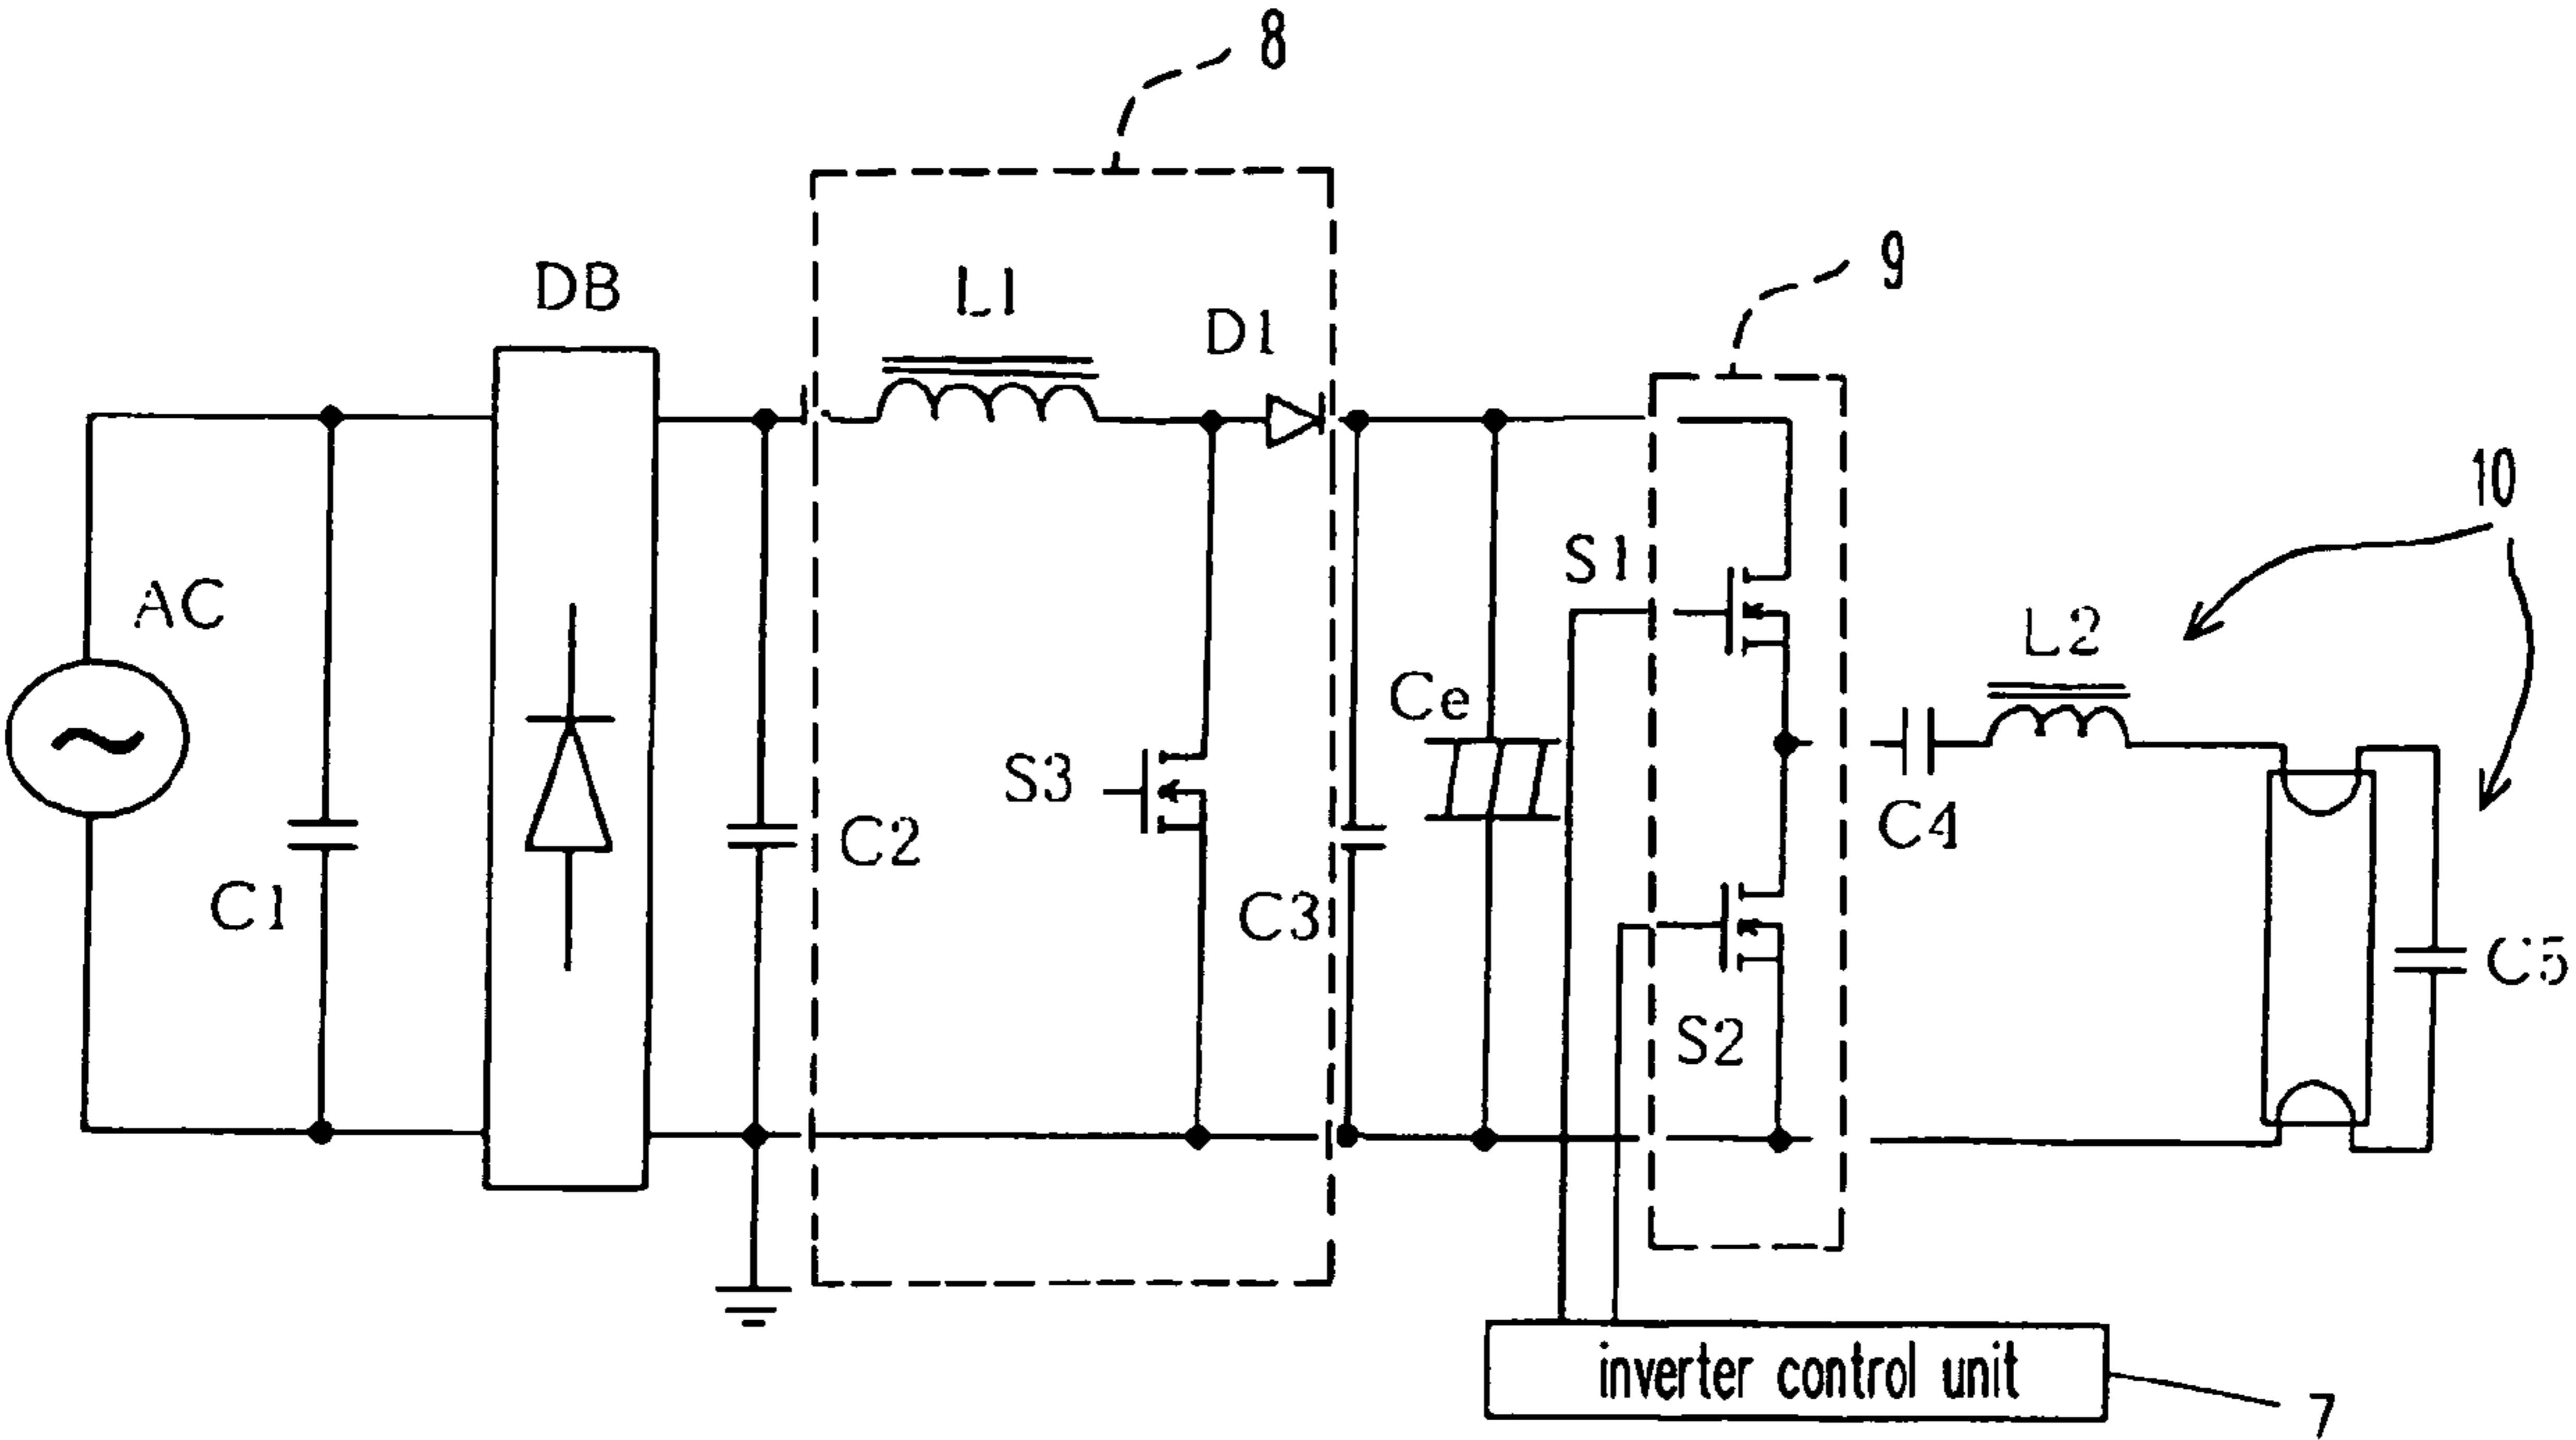 8
9
DB
L1
D1
10
S1
AC
L2
Ce
S3
C4
C2
C1
C3
C5
S2
inverter control unit
7